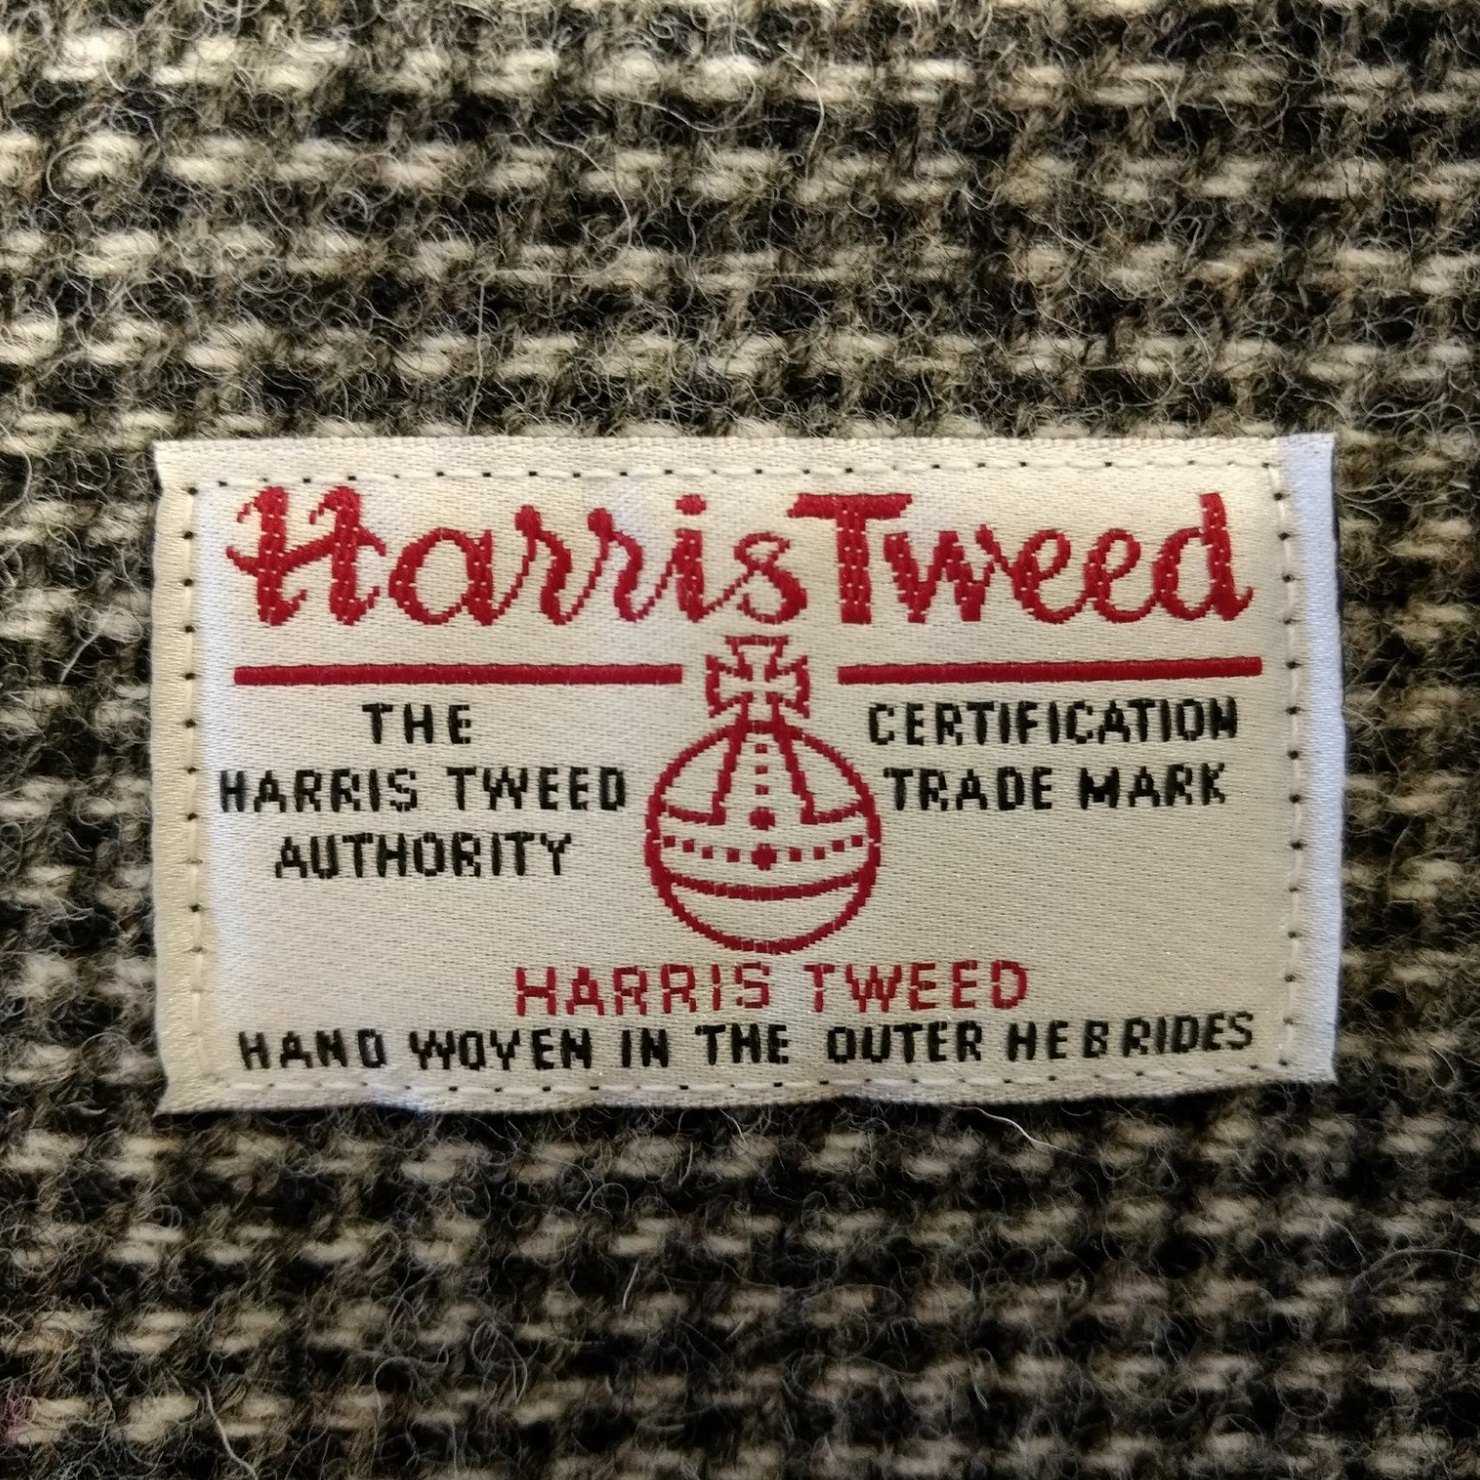 Harris Tweed
THE
HARRIS TWEED
AUTHORITY
CERTIFICATION
TRADE MARK
HARRIS TWEED
HAND WOVEN IN THE OUTER HEBRIDES